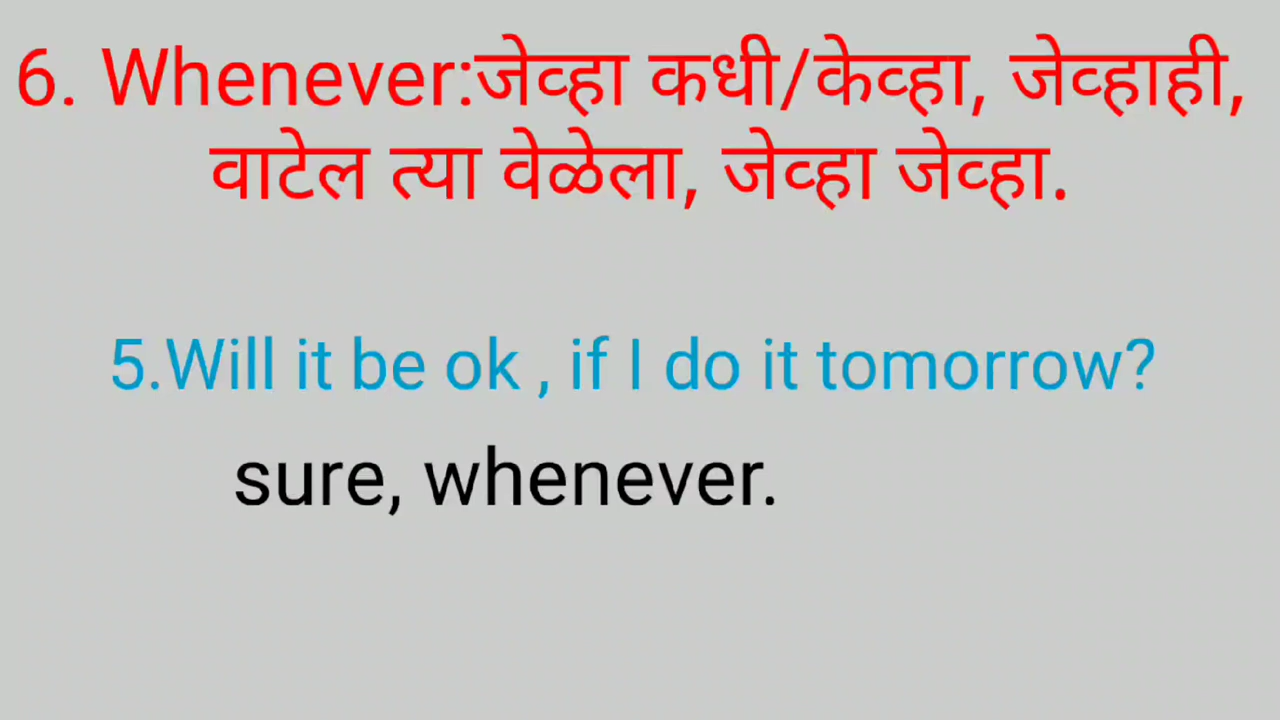 6. Whenever:जेव्हा कधी/केव्हा, जेव्हाही,
वाटेल त्या वेळेला, जेव्हा जेव्हा.
5.Will it be ok , if I do it tomorrow?
sure, whenever.